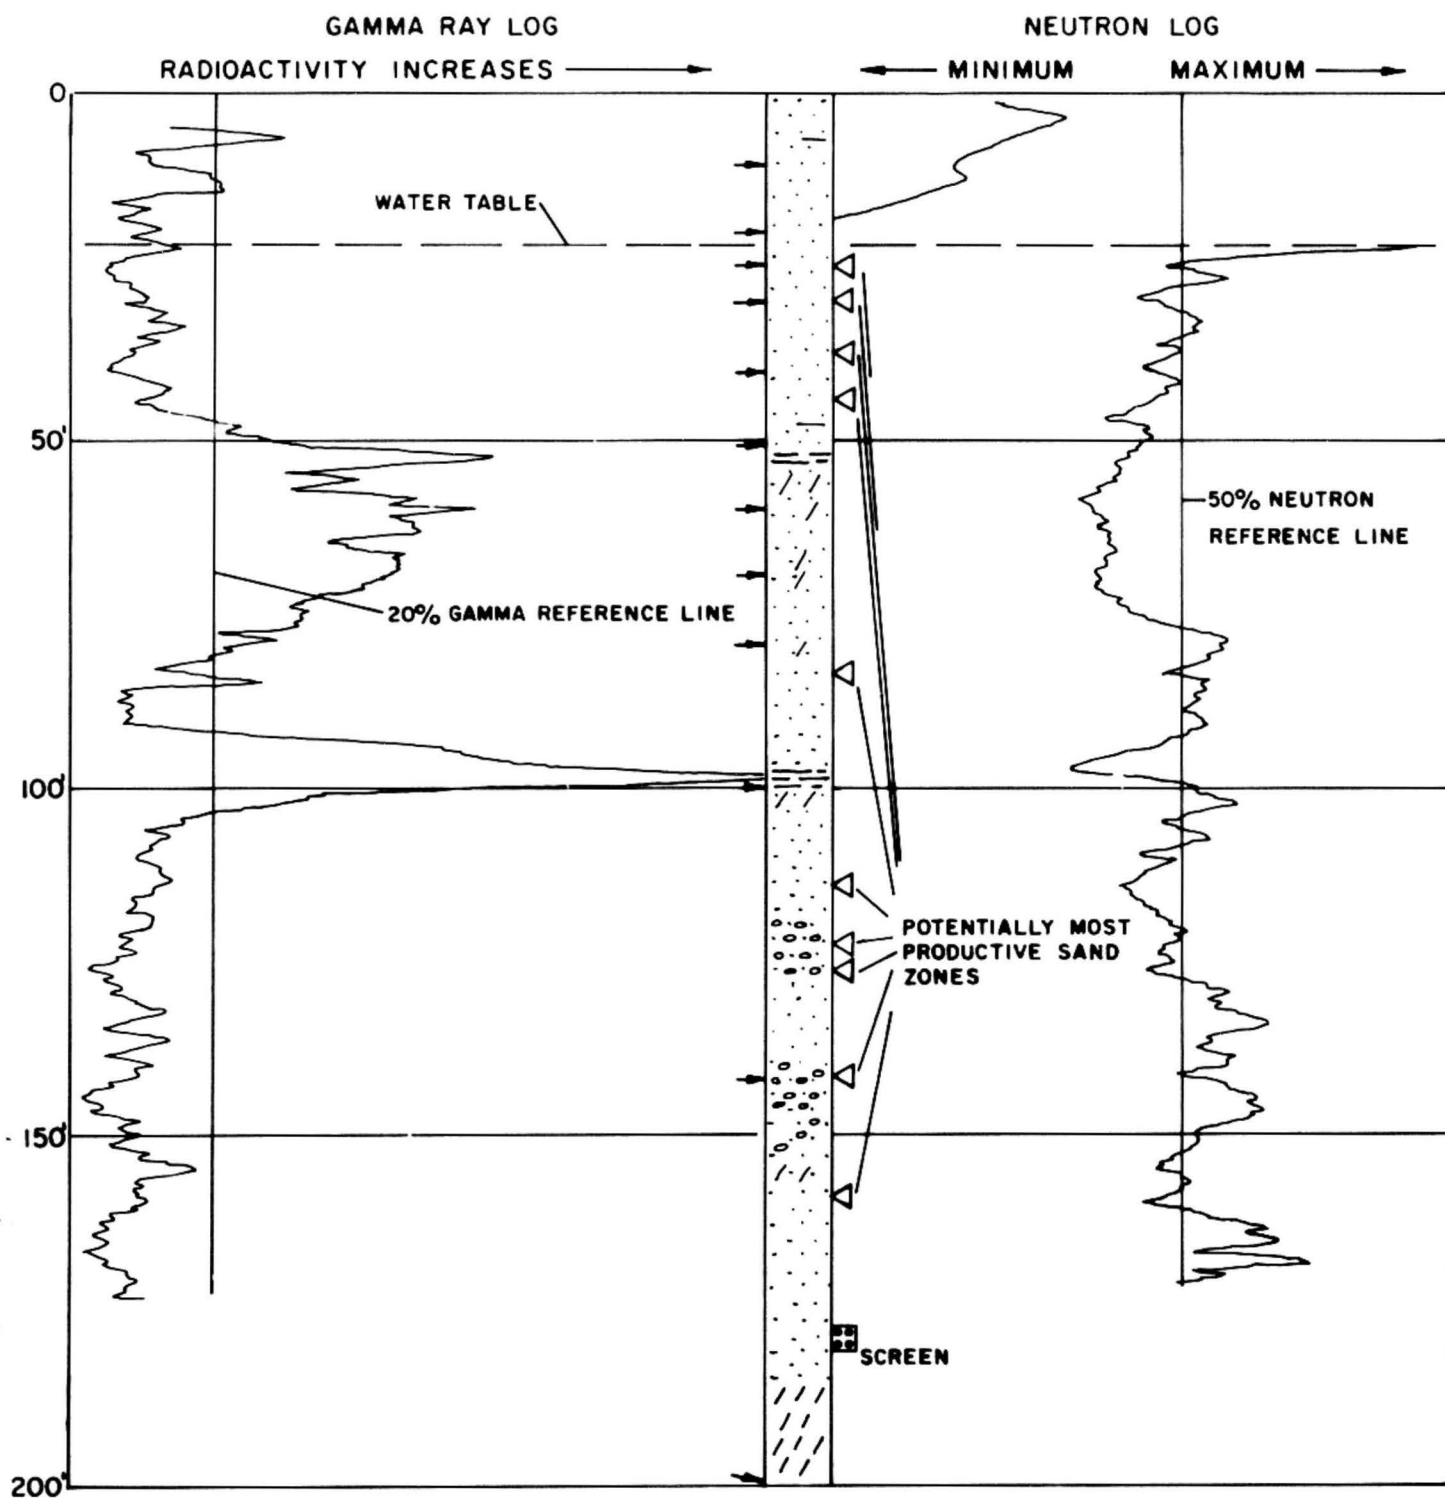 GAMMA RAY LOG
NEUTRON LOG
RADIOACTIVITY INCREASES
MINIMUM
MAXIMUM
0
WATER TABLE
50'
50% NEUTRON
REFERENCE LINE
20% GAMMA REFERENCE LINE
100'
POTENTIALLY MOST
PRODUCTIVE SAND
ZONES
150'
SCREEN
200'